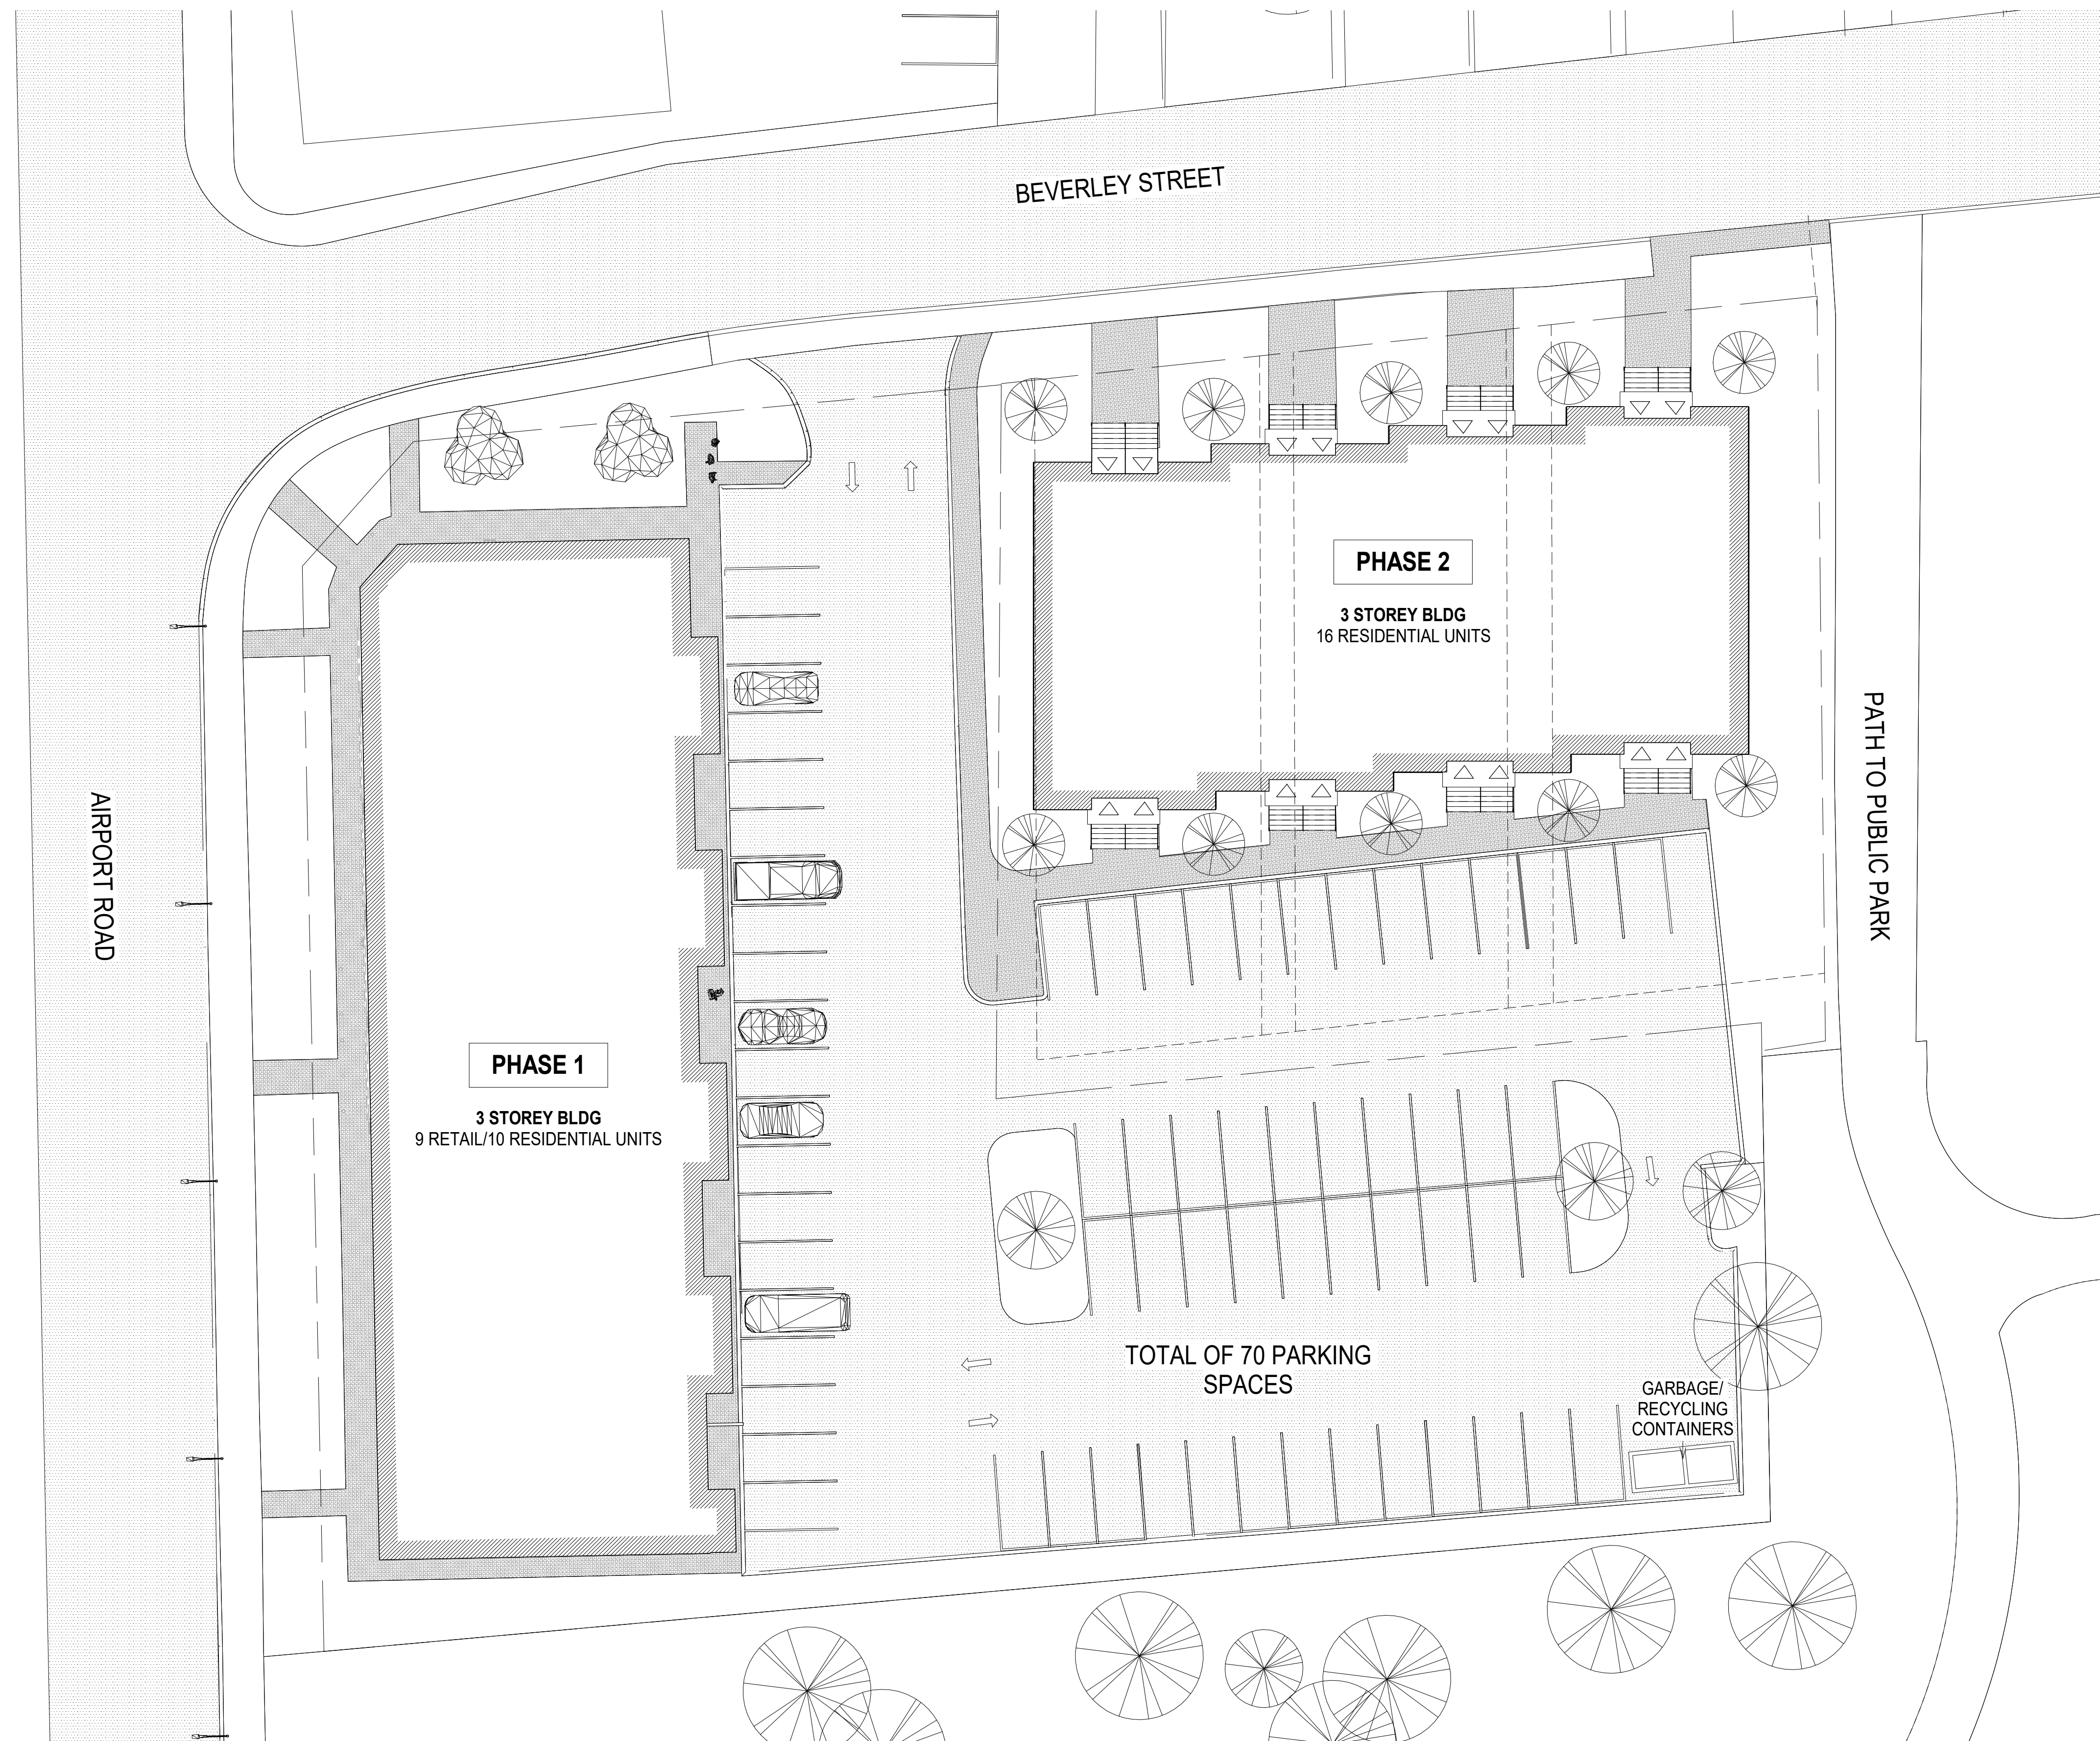 BEVERLEY STREET
PHASE 2
3 STOREY BLDG
16 RESIDENTIAL UNITS
PATH TO PUBLIC PARK
AIRPORT ROAD
PHASE 1
3 STOREY BLDG
9 RETAIL/10 RESIDENTIAL UNITS
TOTAL OF 70 PARKING
SPACES
GARBAGE/
RECYCLING
CONTAINERS